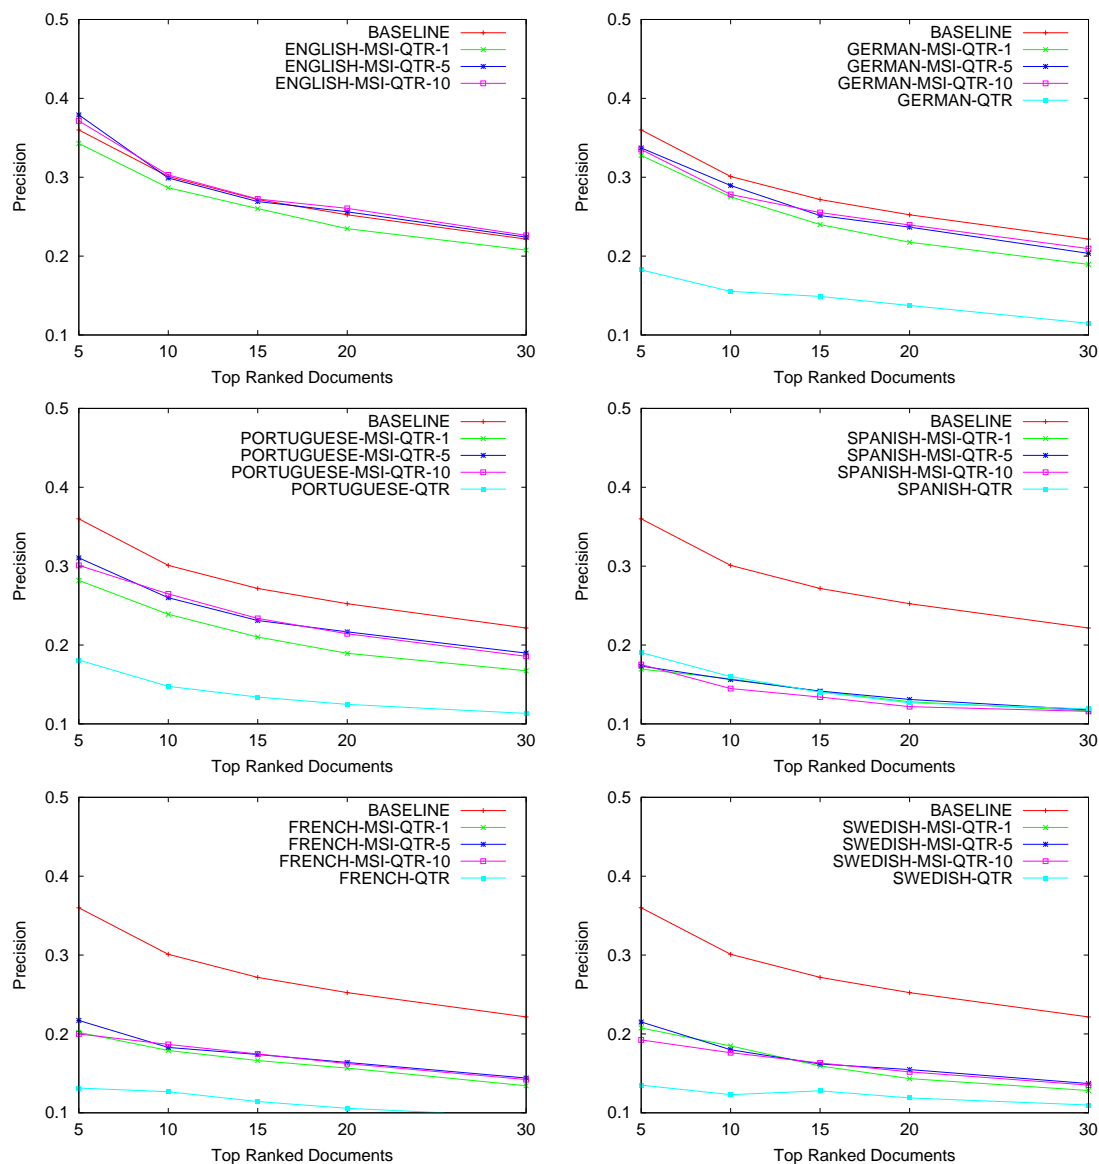 0.5
BASELINE
ENGLISH-MSI-QTR-1
ENGLISH-MSI-QTR-5
ENGLISH-MSI-QTR-10
0.4
0.3
0.2
0.1
Precision
5 10 15 20 30
Top Ranked Documents
0.5
BASELINE
GERMAN-MSI-QTR-1
GERMAN-MSI-QTR-5
GERMAN-MSI-QTR-10
GERMAN-QTR
0.4
0.3
0.2
0.1
Precision
5 10 15 20 30
Top Ranked Documents
0.5
BASELINE
PORTUGUESE-MSI-QTR-1
PORTUGUESE-MSI-QTR-5
PORTUGUESE-MSI-QTR-10
PORTUGUESE-QTR
0.4
0.3
0.2
0.1
Precision
5 10 15 20 30
Top Ranked Documents
0.5
BASELINE
SPANISH-MSI-QTR-1
SPANISH-MSI-QTR-5
SPANISH-MSI-QTR-10
SPANISH-QTR
0.4
0.3
0.2
0.1
Precision
5 10 15 20 30
Top Ranked Documents
0.5
BASELINE
FRENCH-MSI-QTR-1
FRENCH-MSI-QTR-5
FRENCH-MSI-QTR-10
FRENCH-QTR
0.4
0.3
0.2
0.1
Precision
5 10 15 20 30
Top Ranked Documents
0.5
BASELINE
SWEDISH-MSI-QTR-1
SWEDISH-MSI-QTR-5
SWEDISH-MSI-QTR-10
SWEDISH-QTR
0.4
0.3
0.2
0.1
Precision
5 10 15 20 30
Top Ranked Documents